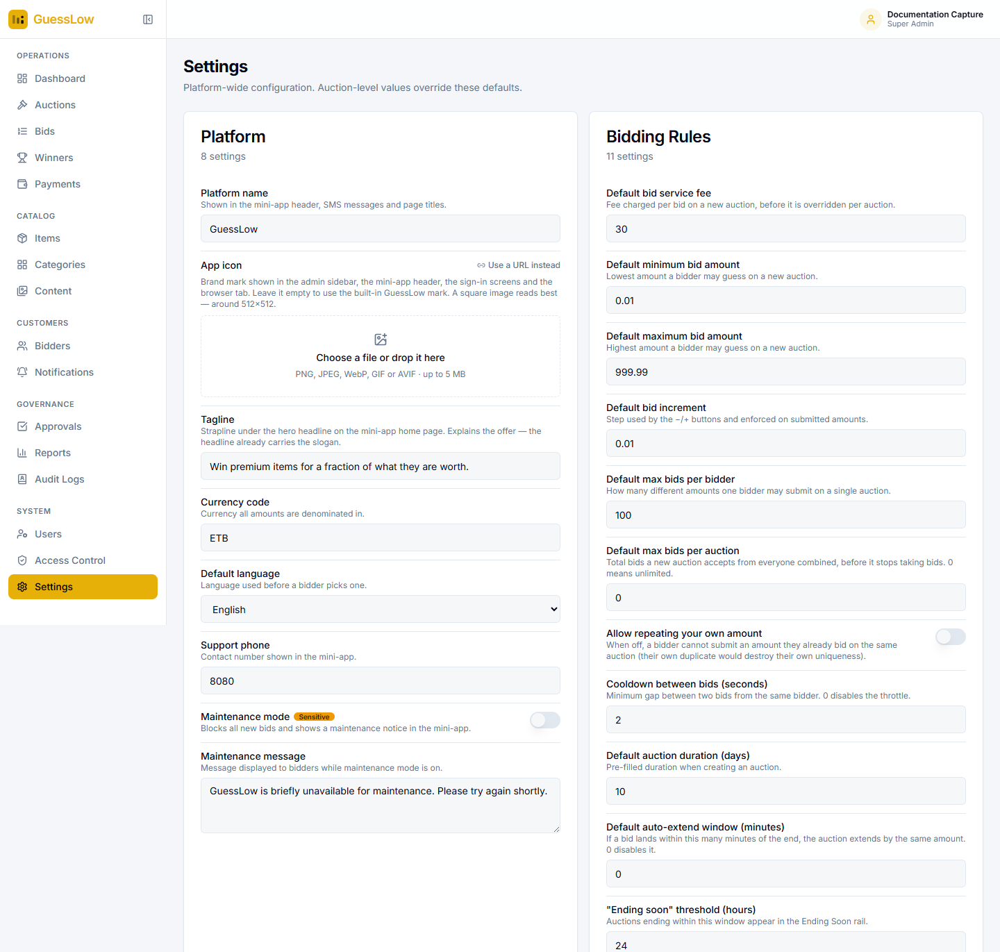 GuessLow
Documentation Capture
Super Admin
OPERATIONS
Dashboard
Auctions
Bids
Winners
Payments
CATALOG
Items
Categories
Content
CUSTOMERS
Bidders
Notifications
GOVERNANCE
Approvals
Reports
Audit Logs
SYSTEM
Users
Access Control
Settings
Settings
Platform-wide configuration. Auction-level values override these defaults.
Platform
8 settings
Platform name
Shown in the mini-app header, SMS messages and page titles.
GuessLow
App icon
Use a URL instead
Brand mark shown in the admin sidebar, the mini-app header, the sign-in screens and the
browser tab. Leave it empty to use the built-in GuessLow mark. A square image reads best
— around 512×512.
Choose a file or drop it here
PNG, JPEG, WebP, GIF or AVIF · up to 5 MB
Tagline
Strapline under the hero headline on the mini-app home page. Explains the offer — the
headline already carries the slogan.
Win premium items for a fraction of what they are worth.
Currency code
Currency all amounts are denominated in.
ETB
Default language
Language used before a bidder picks one.
English
Support phone
Contact number shown in the mini-app.
8080
Maintenance mode Sensitive
Blocks all new bids and shows a maintenance notice in the mini-app.
Maintenance message
Message displayed to bidders while maintenance mode is on.
GuessLow is briefly unavailable for maintenance. Please try again shortly.
Bidding Rules
11 settings
Default bid service fee
Fee charged per bid on a new auction, before it is overridden per auction.
30
Default minimum bid amount
Lowest amount a bidder may guess on a new auction.
0.01
Default maximum bid amount
Highest amount a bidder may guess on a new auction.
999.99
Default bid increment
Step used by the −/+ buttons and enforced on submitted amounts.
0.01
Default max bids per bidder
How many different amounts one bidder may submit on a single auction.
100
Default max bids per auction
Total bids a new auction accepts from everyone combined, before it stops taking bids. 0
means unlimited.
0
Allow repeating your own amount
When off, a bidder cannot submit an amount they already bid on the same
auction (their own duplicate would destroy their own uniqueness).
Cooldown between bids (seconds)
Minimum gap between two bids from the same bidder. 0 disables the throttle.
2
Default auction duration (days)
Pre-filled duration when creating an auction.
10
Default auto-extend window (minutes)
If a bid lands within this many minutes of the end, the auction extends by the same amount.
0 disables it.
0
"Ending soon" threshold (hours)
Auctions ending within this window appear in the Ending Soon rail.
24